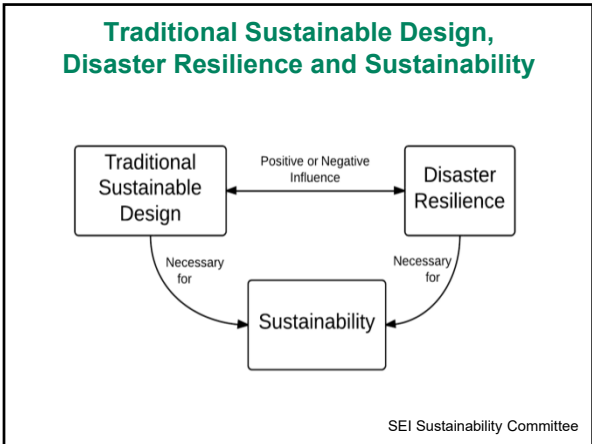 Traditional Sustainable Design,
Disaster Resilience and Sustainability
Traditional
Sustainable
Design
Positive or Negative
Influence
Disaster
Resilience
Necessary
for
Necessary
for
Sustainability
SEI Sustainability Committee